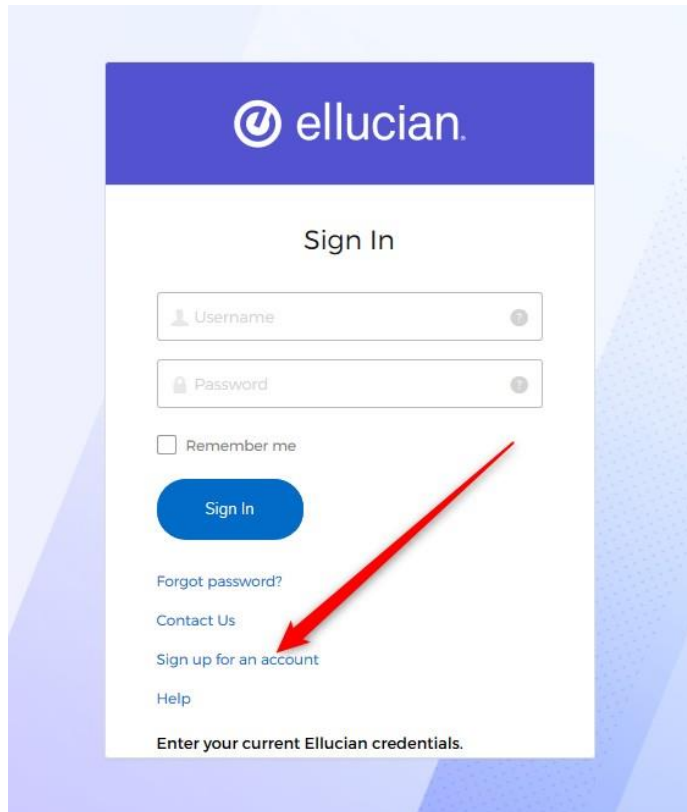 ellucian.
Sign In
Username
?
Password
?
Remember me
Sign In
Forgot password?
Contact Us
Sign up for an account
Help
Enter your current Ellucian credentials.